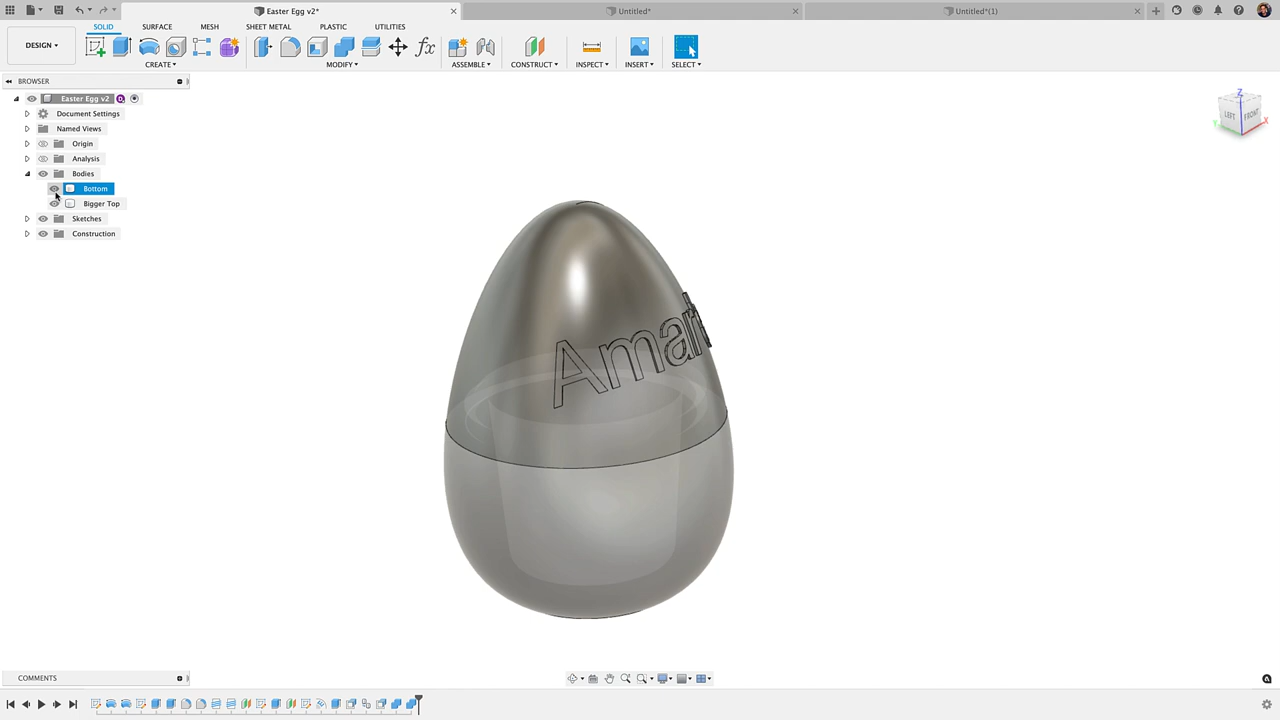 Easter Egg v2*
Untitled*
Untitled*(1)
DESIGN
SOLID
SURFACE
MESH
SHEET METAL
PLASTIC
UTILITIES
CREATE
MODIFY
ASSEMBLE
CONSTRUCT
INSPECT
INSERT
SELECT
BROWSER
Easter Egg v2
Document Settings
Named Views
Origin
Analysis
Bodies
Bottom
Bigger Top
Sketches
Construction
Z
LEFT
FRONT
Y
X
COMMENTS